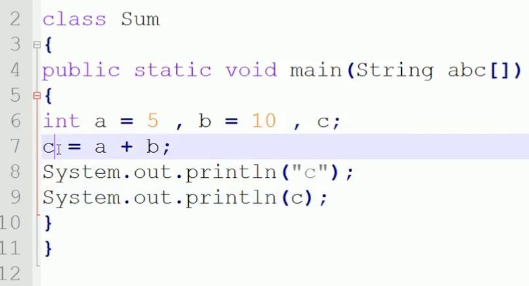 2 class Sum
3 {
4 public static void main(String abc[])
5 {
6 int a = 5 , b = 10 , c;
7 c = a + b;
8 System.out.println("c");
9 System.out.println(c);
10 }
11 }
12